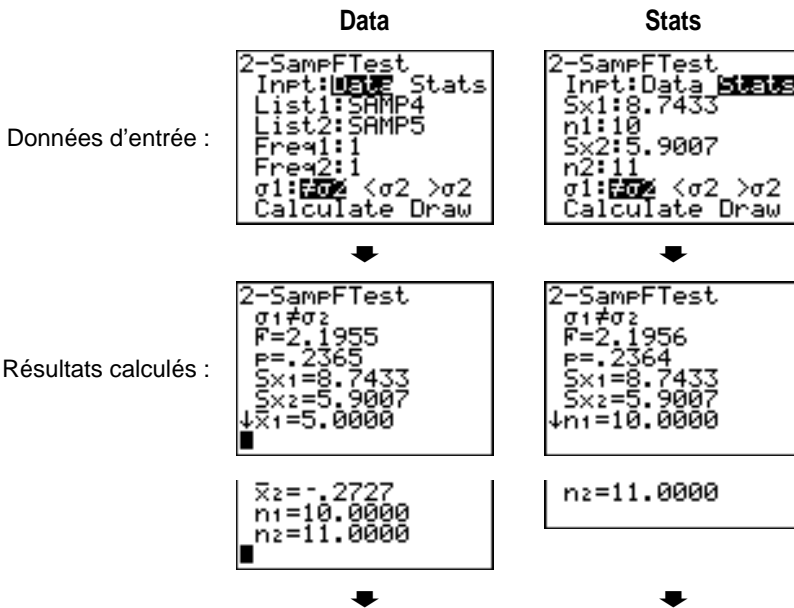 Data
Stats
Données d'entrée :
2-SampFTest
Inpt:Data Stats
List1:SAMP4
List2:SAMP5
Freq1:1
Freq2:1
σ1:≠σ2 <σ2 >σ2
Calculate Draw
2-SampFTest
Inpt:Data Stats
Sx1:8.7433
n1:10
Sx2:5.9007
n2:11
σ1:≠σ2 <σ2 >σ2
Calculate Draw
Résultats calculés :
2-SampFTest
σ1≠σ2
F=2.1955
p=.2365
Sx1=8.7433
Sx2=5.9007
↓x̄1=5.0000
x̄2=-.2727
n1=10.0000
n2=11.0000
2-SampFTest
σ1≠σ2
F=2.1956
p=.2364
Sx1=8.7433
Sx2=5.9007
↓n1=10.0000
n2=11.0000